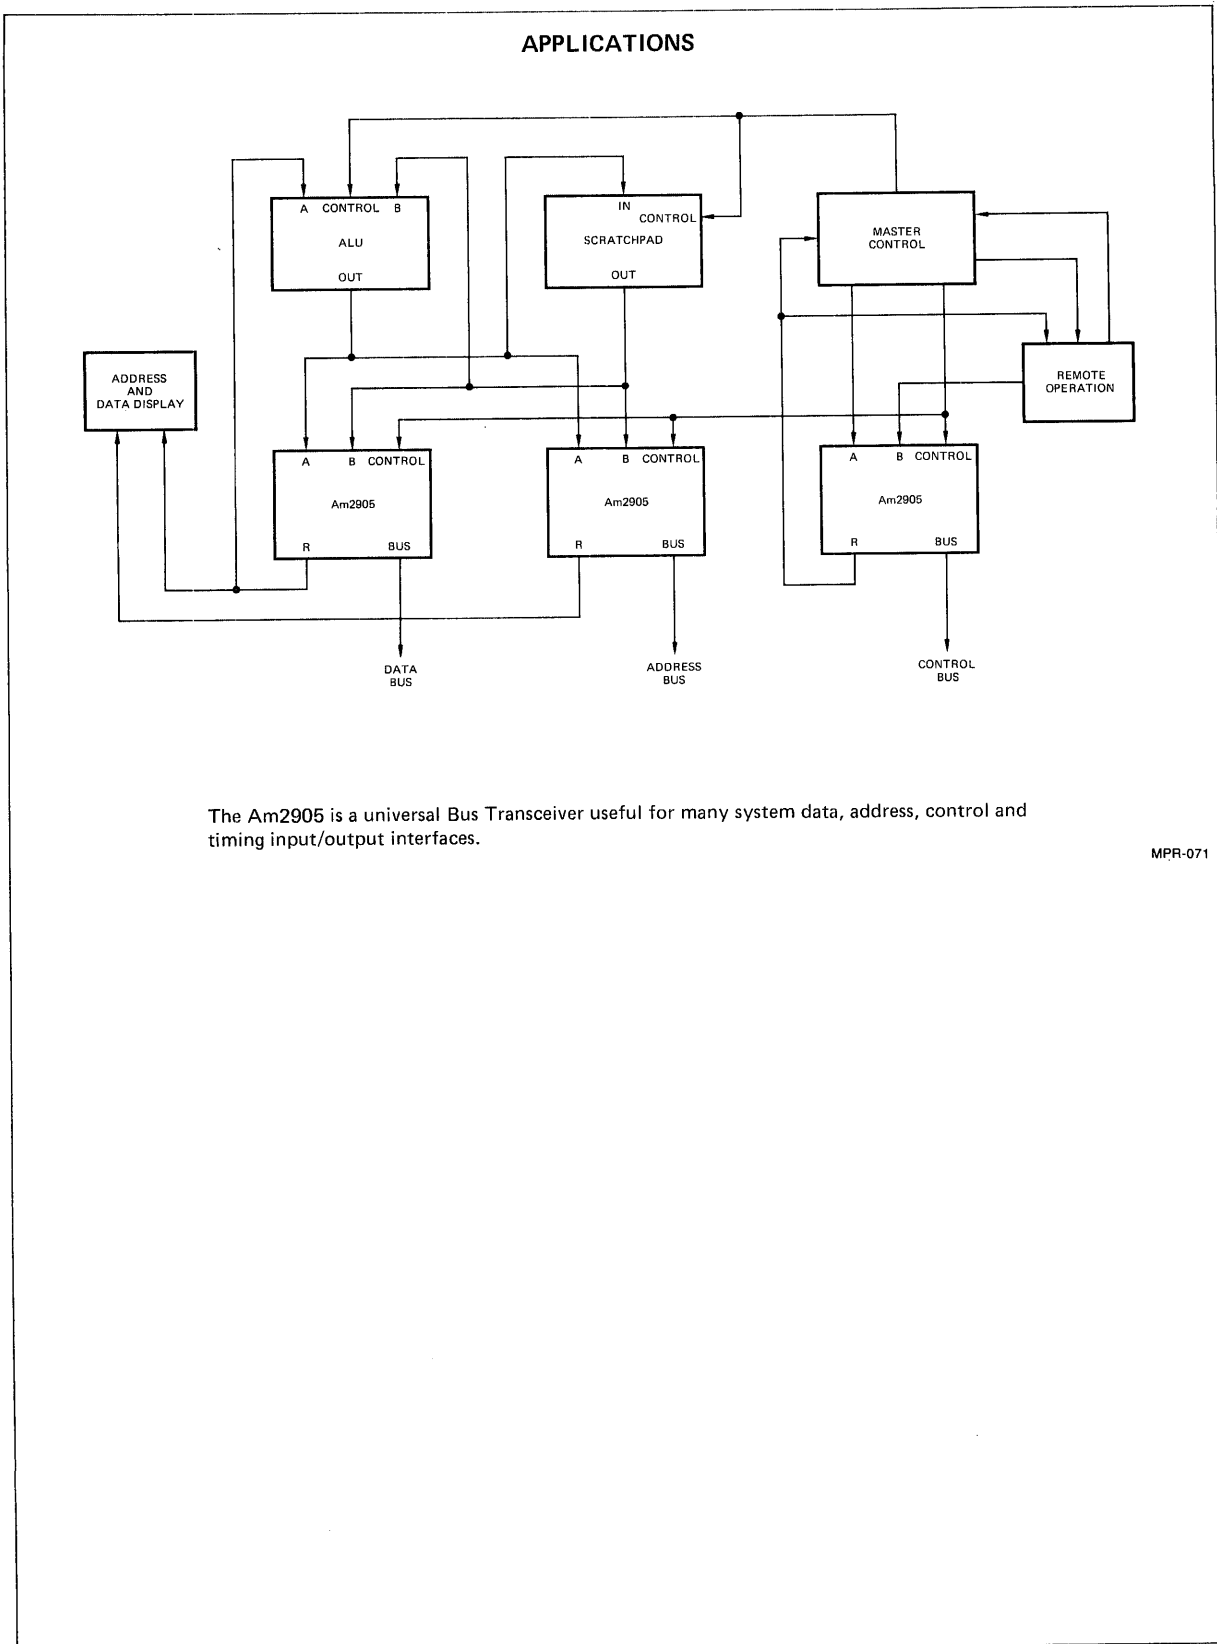 APPLICATIONS
A CONTROL B
ALU
OUT
IN
CONTROL
SCRATCHPAD
OUT
MASTER
CONTROL
ADDRESS
AND
DATA DISPLAY
REMOTE
OPERATION
A B CONTROL
Am2905
R BUS
A B CONTROL
Am2905
R BUS
A B CONTROL
Am2905
R BUS
DATA
BUS
ADDRESS
BUS
CONTROL
BUS
The Am2905 is a universal Bus Transceiver useful for many system data, address, control and
timing input/output interfaces.
MPR-071